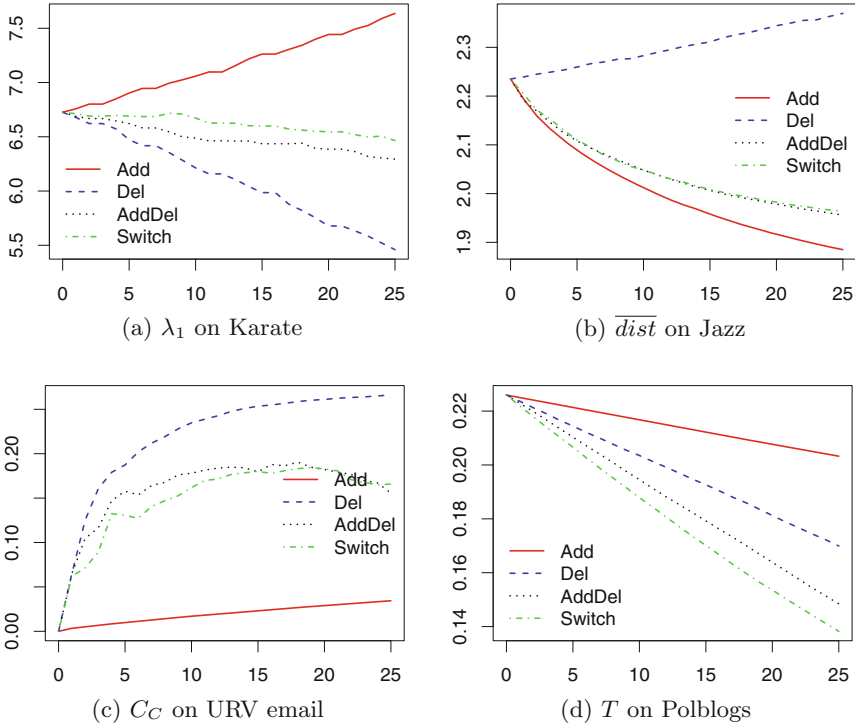 7.5
7.0
6.5
6.0
5.5
Add
Del
AddDel
Switch
0 5 10 15 20 25
(a) λ₁ on Karate
2.3
2.2
2.1
2.0
1.9
Add
Del
AddDel
Switch
0 5 10 15 20 25
(b) \overline{dist} on Jazz
0.20
0.10
0.00
Add
Del
AddDel
Switch
0 5 10 15 20 25
(c) C_C on URV email
0.22
0.20
0.18
0.16
0.14
Add
Del
AddDel
Switch
0 5 10 15 20 25
(d) T on Polblogs